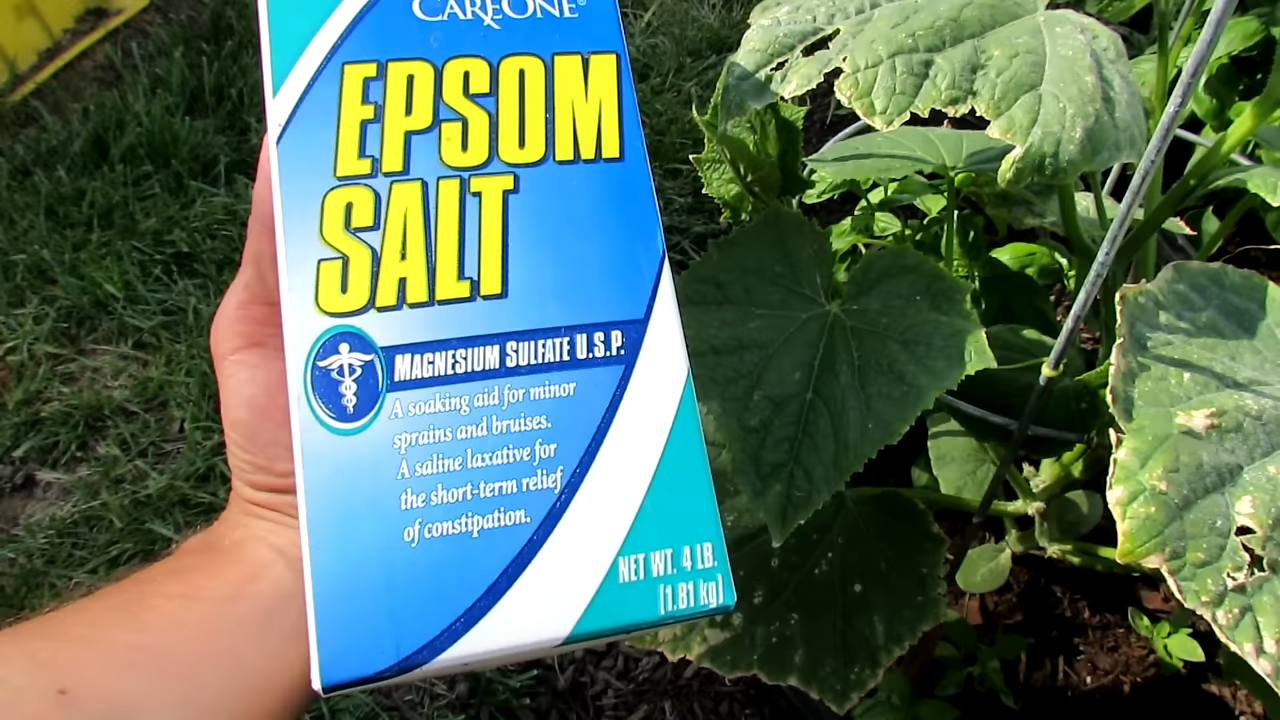 CAREONE®
EPSOM
SALT
MAGNESIUM SULFATE U.S.P.
A soaking aid for minor
sprains and bruises.
A saline laxative for
the short-term relief
of constipation.
NET WT. 4 LB.
(1.81 kg)